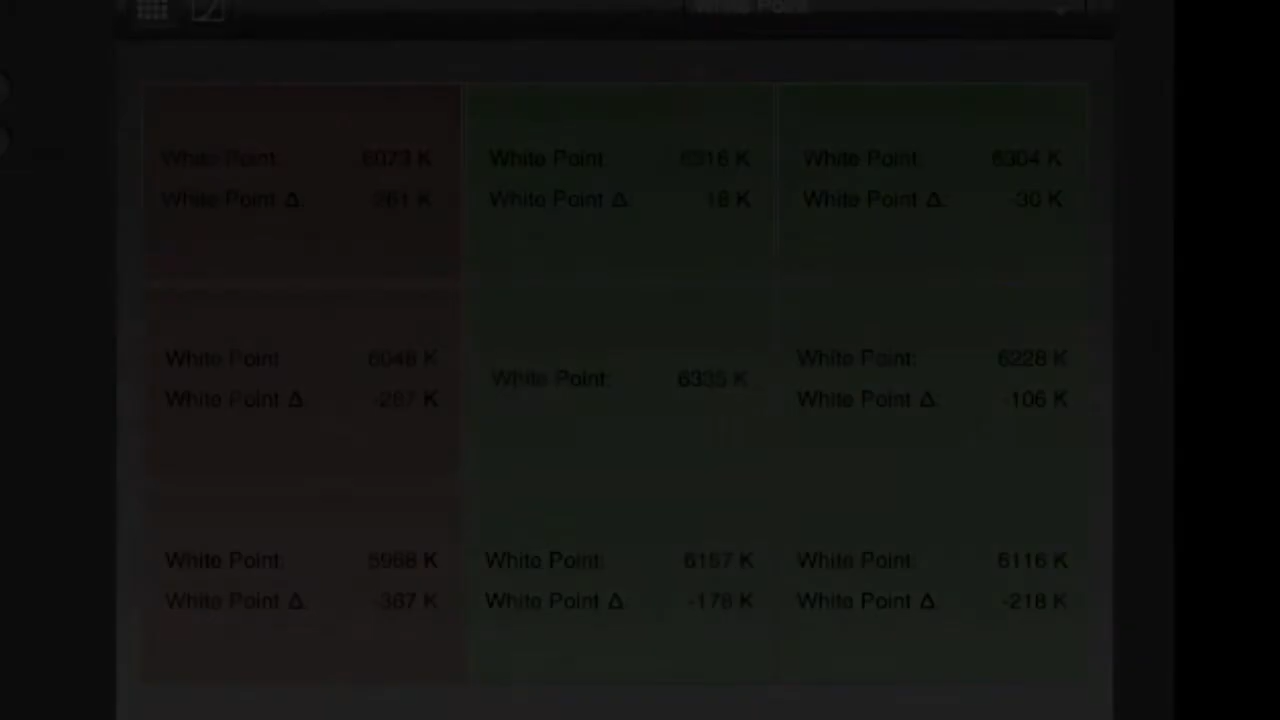 White Point
White Point: 6073 K White Point: 6316 K White Point: 6304 K
White Point Δ: -261 K White Point Δ: -18 K White Point Δ: -30 K
White Point: 6048 K White Point: 6228 K
White Point: 6335 K
White Point Δ: -287 K White Point Δ: -106 K
White Point: 5968 K White Point: 6157 K White Point: 6116 K
White Point Δ: -367 K White Point Δ: -178 K White Point Δ: -218 K